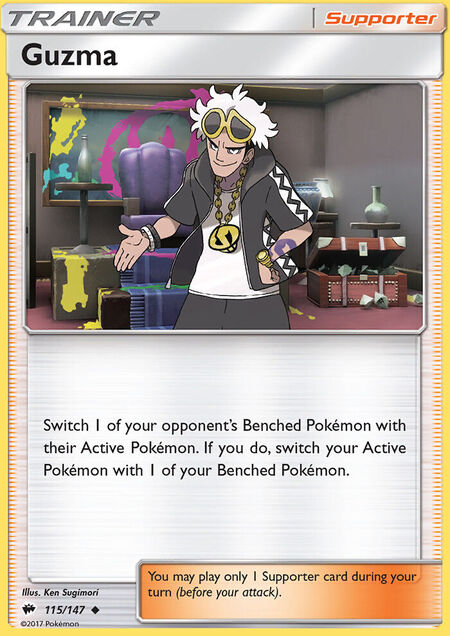 TRAINER Supporter
Guzma
Switch 1 of your opponent's Benched Pokémon with
their Active Pokémon. If you do, switch your Active
Pokémon with 1 of your Benched Pokémon.
Illus. Ken Sugimori
115/147
©2017 Pokémon
You may play only 1 Supporter card during your
turn (before your attack).